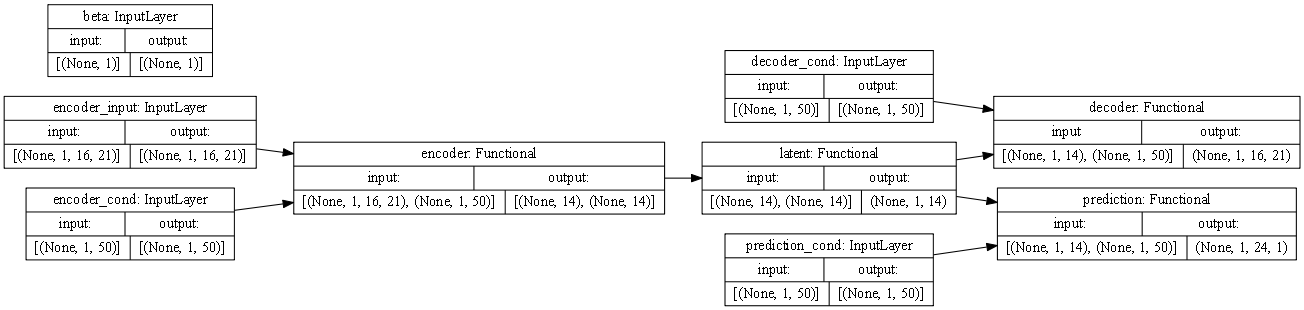 beta: InputLayer
input: output:
[(None, 1)] [(None, 1)]
encoder_input: InputLayer
input: output:
[(None, 1, 16, 21)] [(None, 1, 16, 21)]
encoder_cond: InputLayer
input: output:
[(None, 1, 50)] [(None, 1, 50)]
encoder: Functional
input: output:
[(None, 1, 16, 21), (None, 1, 50)] [(None, 14), (None, 14)]
decoder_cond: InputLayer
input: output:
[(None, 1, 50)] [(None, 1, 50)]
latent: Functional
input: output:
[(None, 14), (None, 14)] (None, 1, 14)
prediction_cond: InputLayer
input: output:
[(None, 1, 50)] [(None, 1, 50)]
decoder: Functional
input output:
[(None, 1, 14), (None, 1, 50)] (None, 1, 16, 21)
prediction: Functional
input: output:
[(None, 1, 14), (None, 1, 50)] (None, 1, 24, 1)